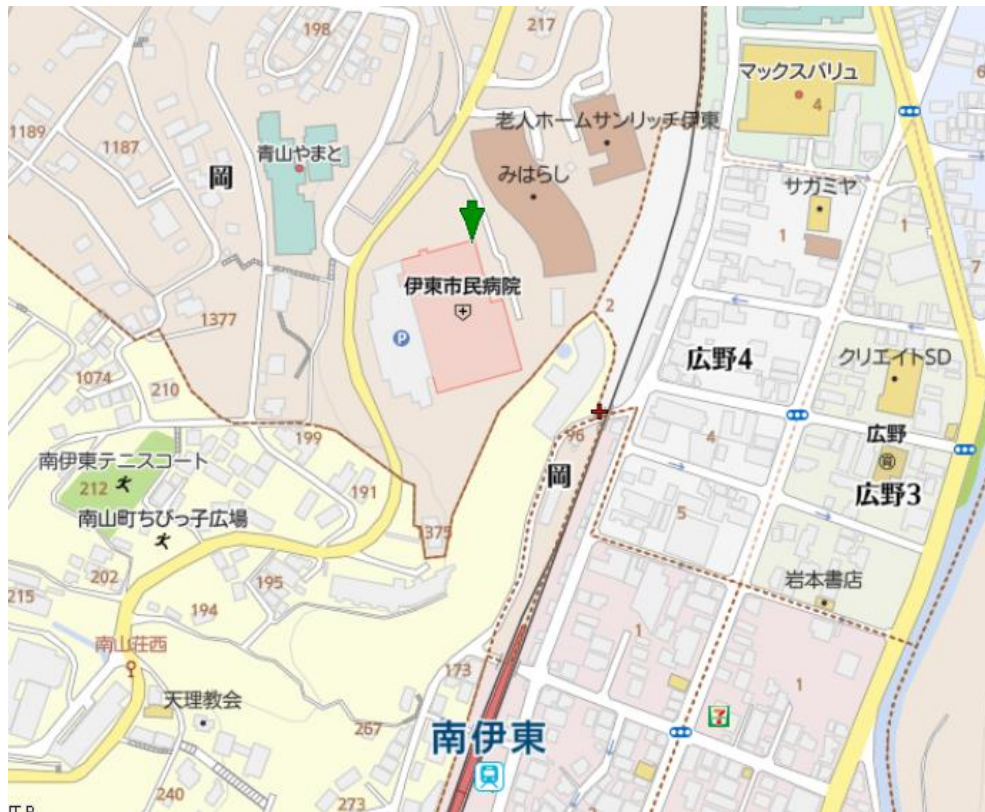 198
217
マックスバリュ
4
6
1189
1187
老人ホームサンリッチ伊東
青山やまと
岡
みはらし
サガミヤ
1
1
7
伊東市民病院
P
1377
2
広野4
クリエイトSD
1074
210
96
199
4
広野
南伊東テニスコート
212
191
岡
広野3
南山町ちびっ子広場
1375
5
202
195
岩本書店
215
194
1
南山荘西
173
1
天理教会
267
7
南伊東
240
273
2